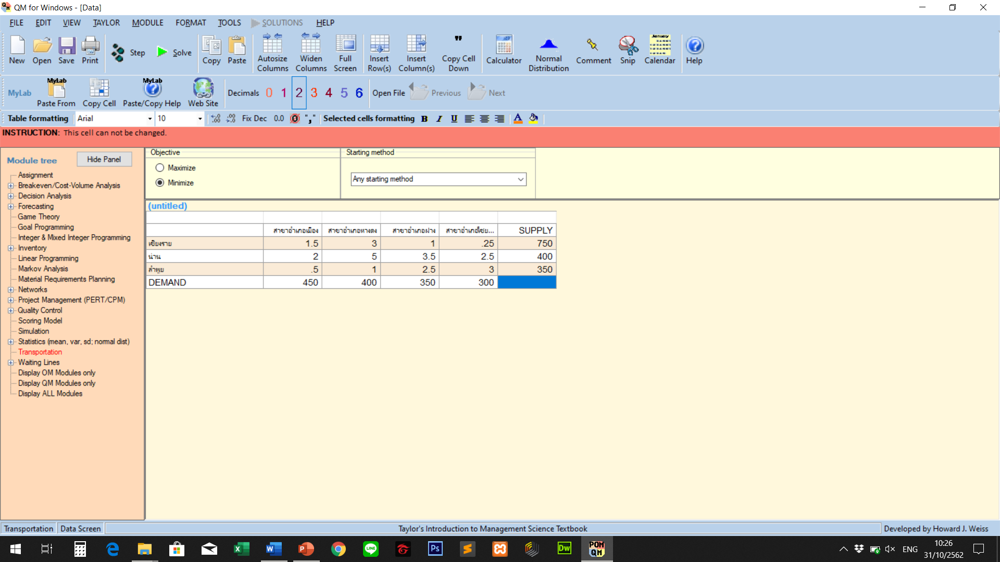 QM for Windows - [Data]
FILE EDIT VIEW TAYLOR MODULE FORMAT TOOLS SOLUTIONS HELP
New Open Save Print Step Solve Copy Paste Autosize Columns Widen Columns Full Screen Insert Row(s) Insert Column(s) Copy Cell Down Calculator Normal Distribution Comment Snip January Calendar Help
MyLab MyLab Paste From Copy Cell MyLab Paste/Copy Help Web Site Decimals 0 1 2 3 4 5 6 Open File Previous Next
Table formatting Arial 10 Fix Dec 0.0 "," Selected cells formatting B I U A
INSTRUCTION: This cell can not be changed.
Module tree Hide Panel
Assignment
Breakeven/Cost-Volume Analysis
Decision Analysis
Forecasting
Game Theory
Goal Programming
Integer & Mixed Integer Programming
Inventory
Linear Programming
Markov Analysis
Material Requirements Planning
Networks
Project Management (PERT/CPM)
Quality Control
Scoring Model
Simulation
Statistics (mean, var, sd; normal dist)
Transportation
Waiting Lines
Display OM Modules only
Display QM Modules only
Display ALL Modules
Objective
Maximize
Minimize
Starting method
Any starting method
(untitled)
สาขาอำเภอเมือง สาขาอำเภอหางดง สาขาอำเภอฝาง สาขาอำเภอไชย... SUPPLY
เชียงราย 1.5 3 1 .25 750
น่าน 2 5 3.5 2.5 400
ลำพูน .5 1 2.5 3 350
DEMAND 450 400 350 300
Transportation Data Screen Taylor's Introduction to Management Science Textbook Developed by Howard J. Weiss
LINE Ps Dw POM QM ENG 10:26
31/10/2562